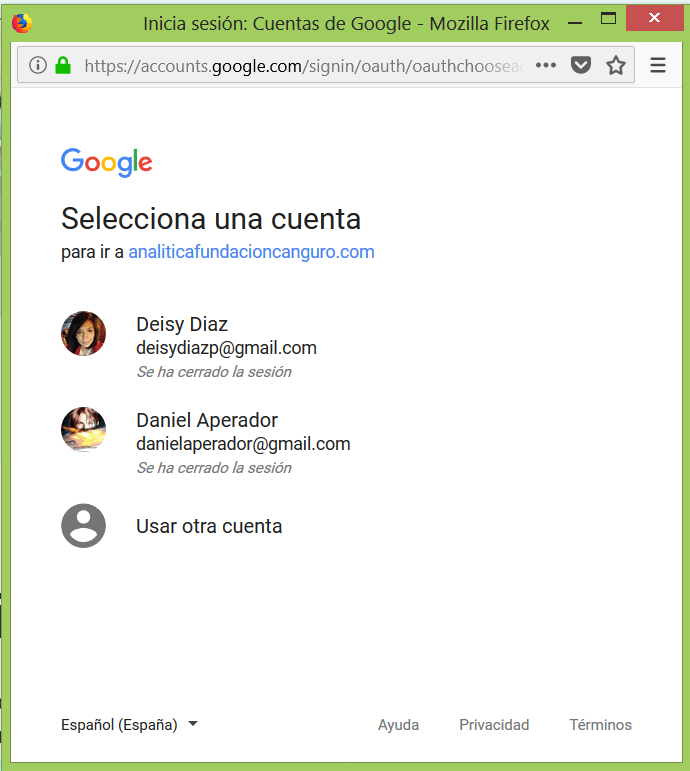 Inicia sesión: Cuentas de Google - Mozilla Firefox
https://accounts.google.com/signin/oauth/oauthchoosea
Google
Selecciona una cuenta
para ir a analiticafundacioncanguro.com
Deisy Diaz
deisydiazp@gmail.com
Se ha cerrado la sesión
Daniel Aperador
danielaperador@gmail.com
Se ha cerrado la sesión
Usar otra cuenta
Español (España)
Ayuda
Privacidad
Términos